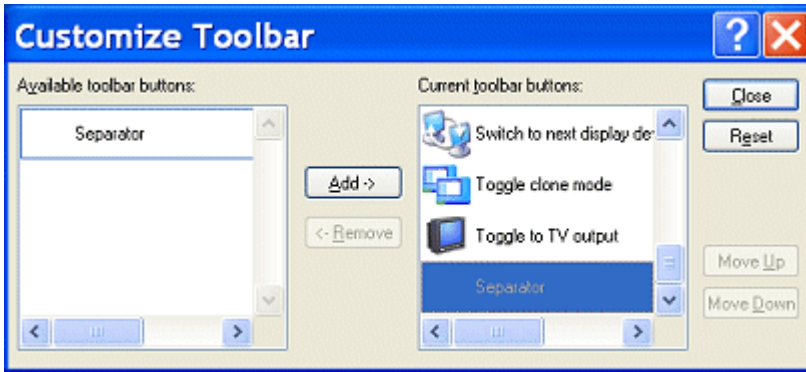 Customize Toolbar
Available toolbar buttons:
Separator
Add ->
<- Remove
Current toolbar buttons:
Switch to next display de
Toggle clone mode
Toggle to TV output
Separator
Close
Reset
Move Up
Move Down